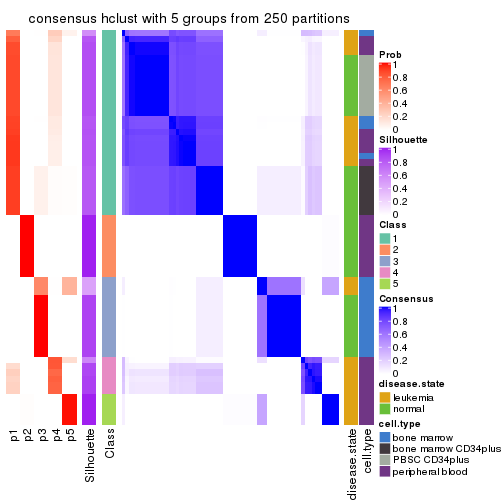 consensus hclust with 5 groups from 250 partitions
Prob
1
0.8
0.6
0.4
0.2
0
Silhouette
1
0.8
0.6
0.4
0.2
0
Class
1
2
3
4
5
Consensus
1
0.8
0.6
0.4
0.2
0
disease.state
leukemia
normal
cell.type
bone marrow
bone marrow CD34plus
PBSC CD34plus
peripheral blood
p1
p2
p3
p4
p5
Silhouette
Class
disease.state
cell.type